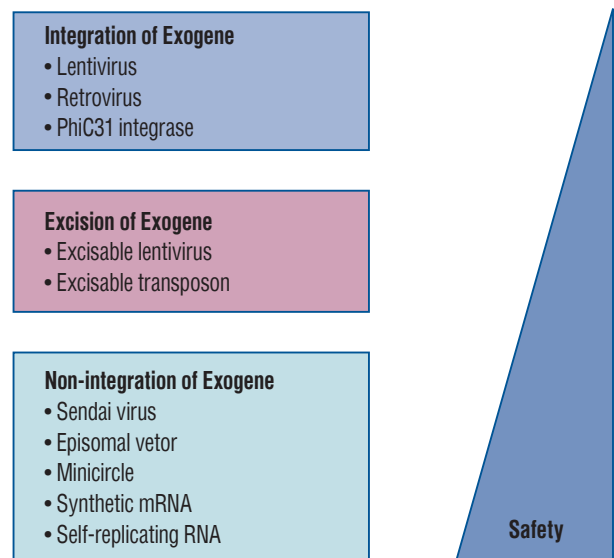 Integration of Exogene
• Lentivirus
• Retrovirus
• PhiC31 integrase
Excision of Exogene
• Excisable lentivirus
• Excisable transposon
Non-integration of Exogene
• Sendai virus
• Episomal vetor
• Minicircle
• Synthetic mRNA
• Self-replicating RNA
Safety